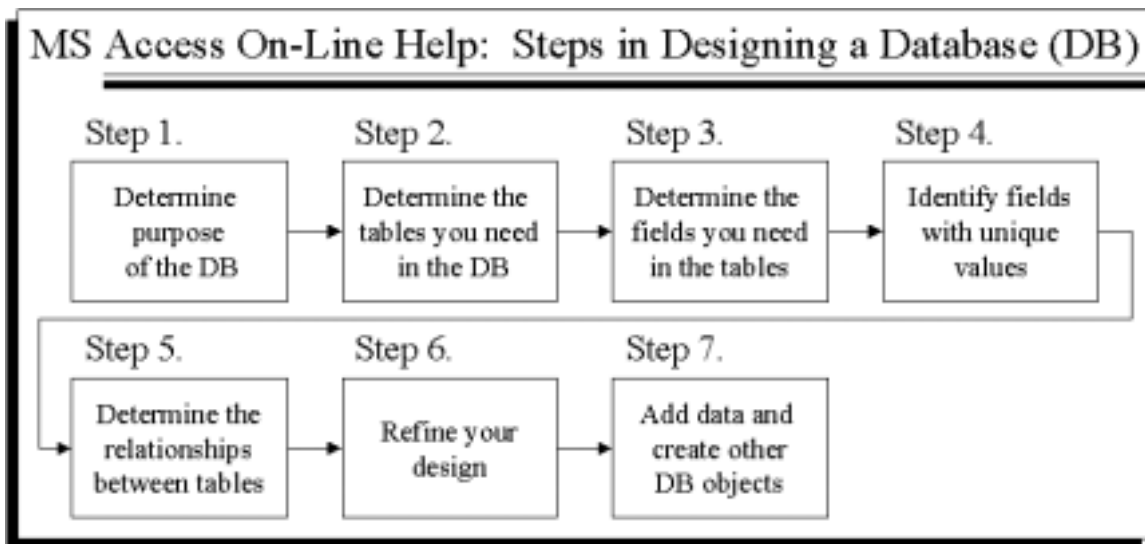 MS Access On-Line Help: Steps in Designing a Database (DB)
Step 1.
Determine
purpose
of the DB
Step 2.
Determine the
tables you need
in the DB
Step 3.
Determine the
fields you need
in the tables
Step 4.
Identify fields
with unique
values
Step 5.
Determine the
relationships
between tables
Step 6.
Refine your
design
Step 7.
Add data and
create other
DB objects